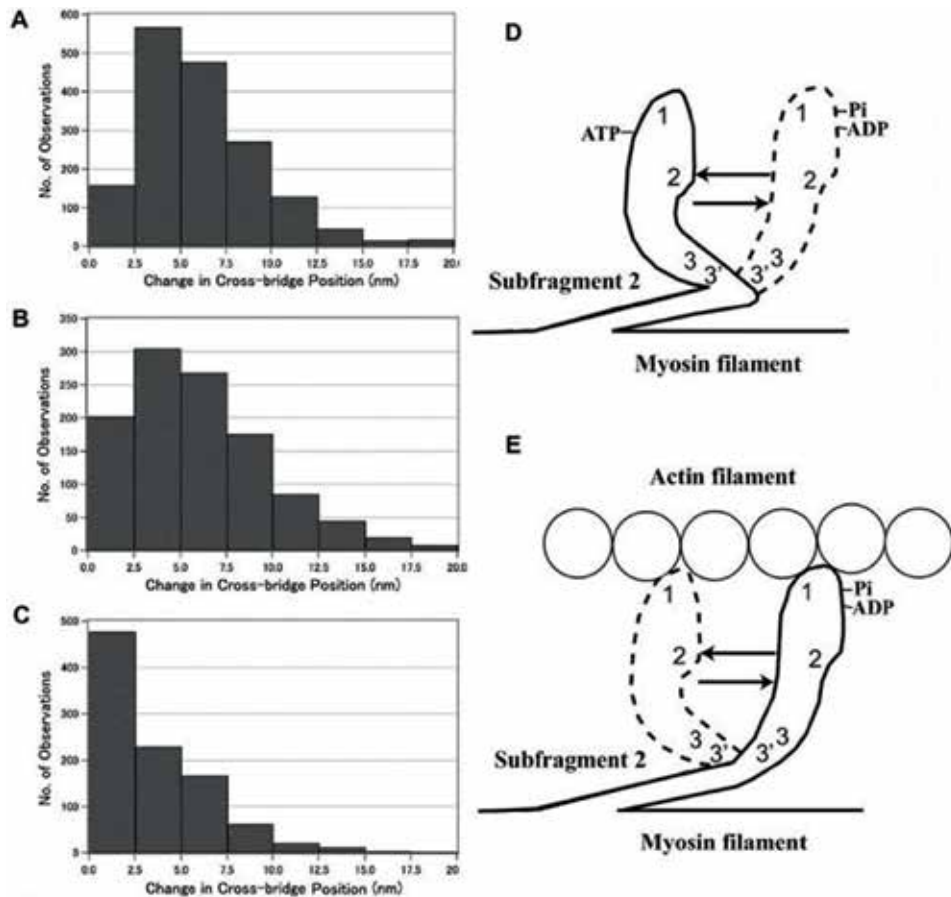 A
No. of Observations
600
500
400
300
200
100
0
0.0 2.5 5.0 7.5 10.0 12.5 15.0 17.5 20.0
Change in Cross-bridge Position (nm)
B
No. of Observations
350
300
250
200
150
100
50
0
0.0 2.5 5.0 7.5 10.0 12.5 15.0 17.5 20.0
Change in Cross-bridge Position (nm)
C
No. of Observations
500
400
300
200
100
0
0.0 2.5 5.0 7.5 10.0 12.5 15.0 17.5 20.0
Change in Cross-bridge Position (nm)
D
1 1
ATP Pi
ADP
2 2
3 3' 3' 3
Subfragment 2
Myosin filament
E
Actin filament
1 1
Pi
ADP
2 2
3 3' 3' 3
Subfragment 2
Myosin filament